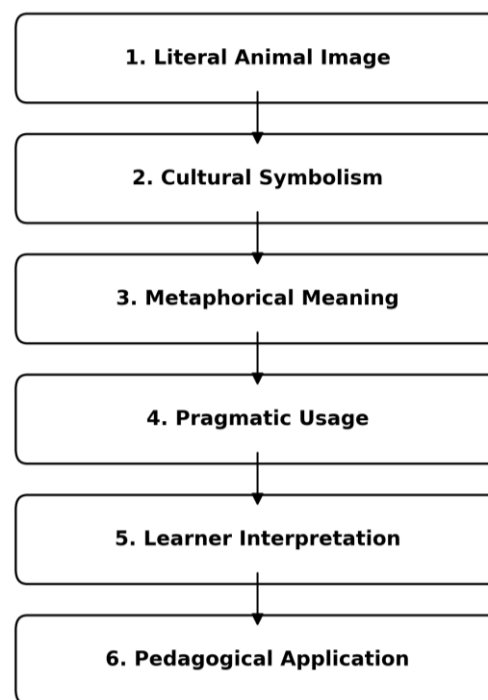 1. Literal Animal Image
2. Cultural Symbolism
3. Metaphorical Meaning
4. Pragmatic Usage
5. Learner Interpretation
6. Pedagogical Application